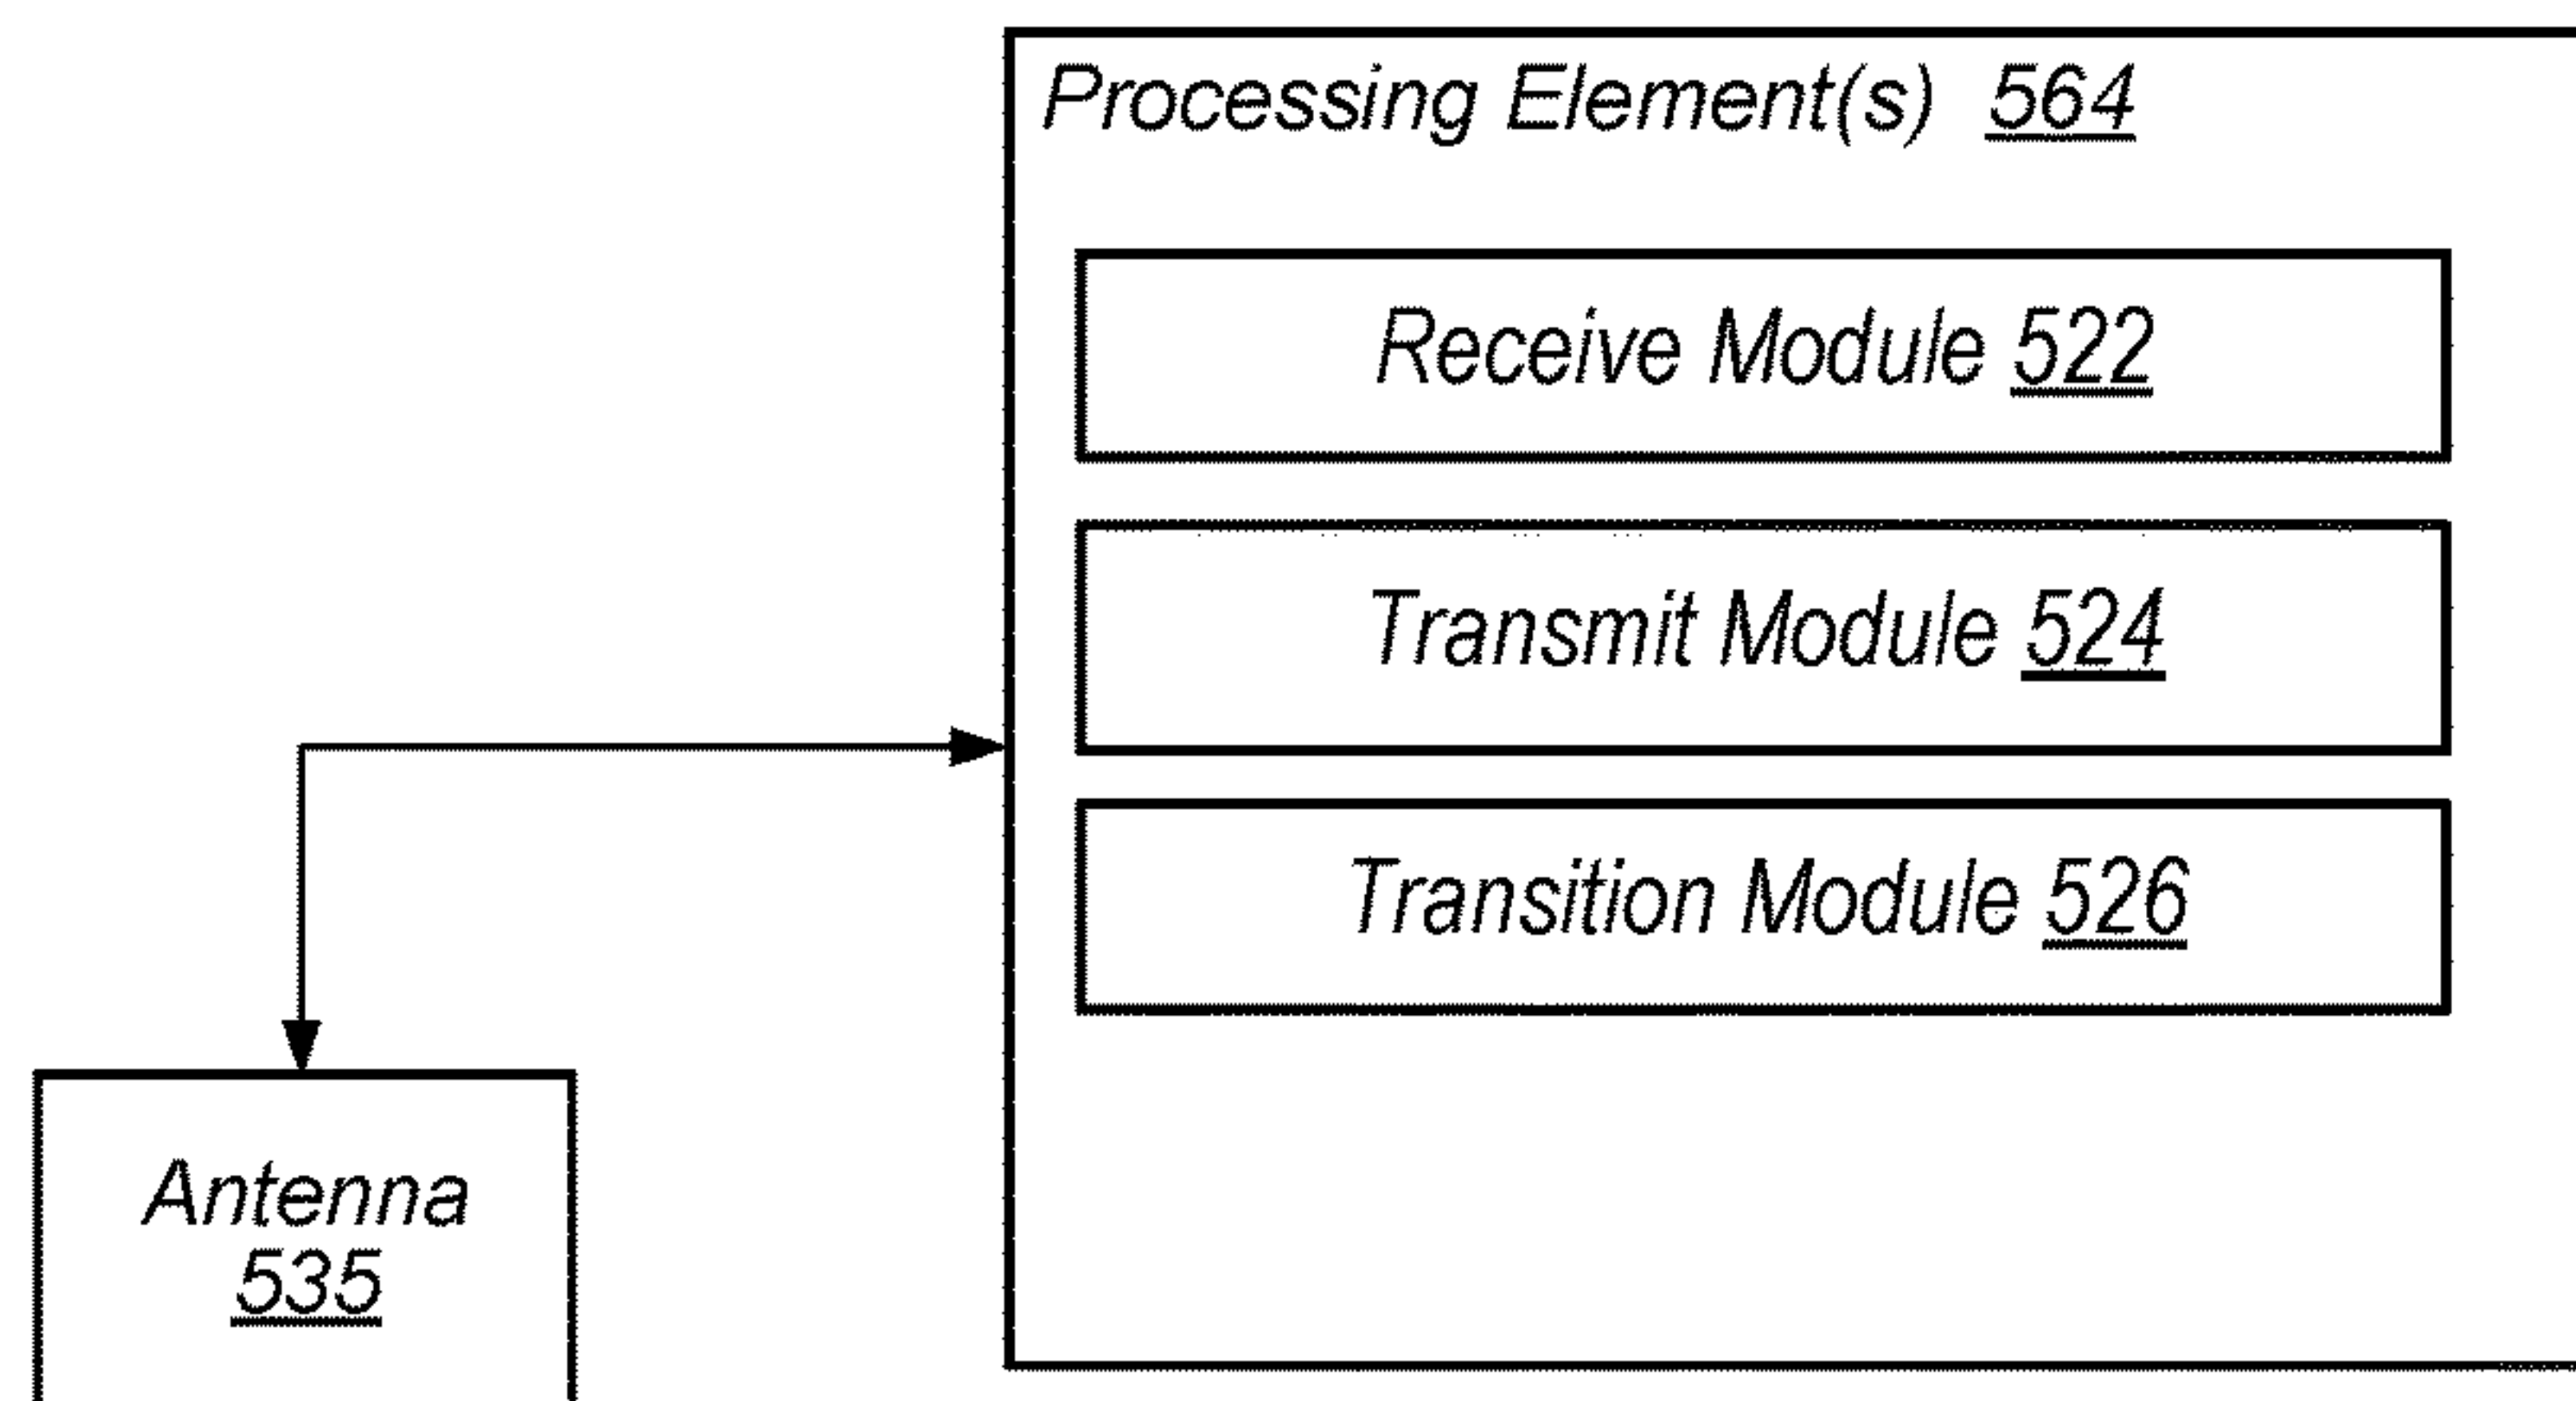 Processing Element(s) 564
Receive Module 522
Transmit Module 524
Transition Module 526
Antenna
535